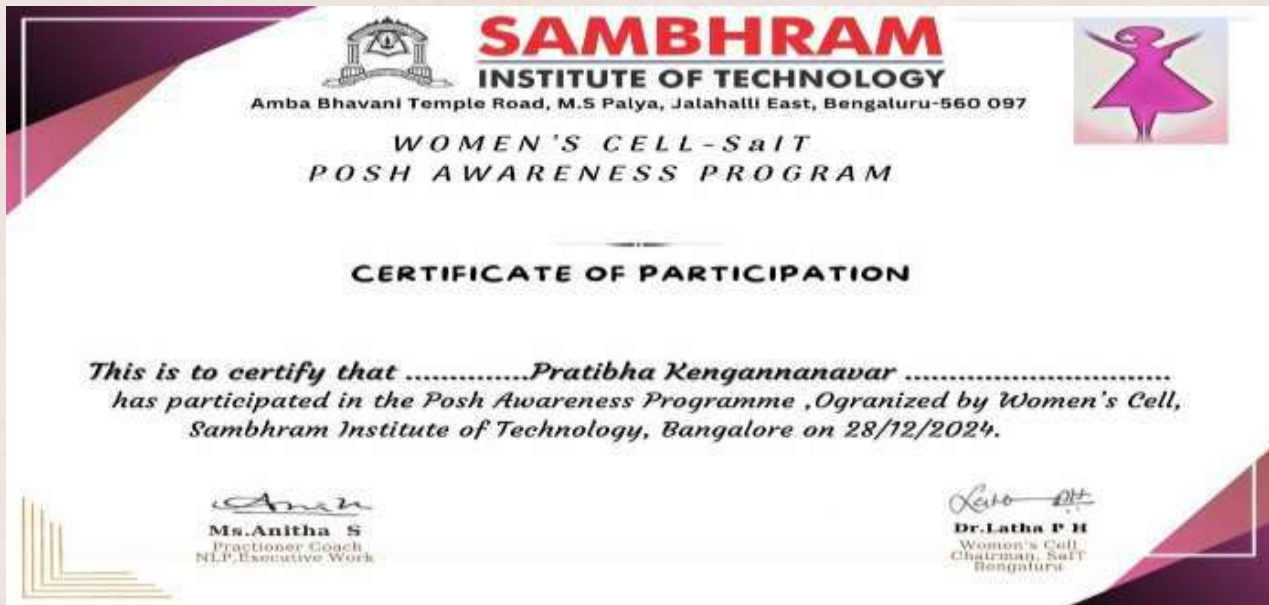 SAMBHRAM
INSTITUTE OF TECHNOLOGY
Amba Bhavani Temple Road, M.S Palya, Jalahalli East, Bengaluru-560 097
WOMEN'S CELL-SaIT
POSH AWARENESS PROGRAM
CERTIFICATE OF PARTICIPATION
This is to certify that ..............Pratibha Kengannanavar .............................
has participated in the Posh Awareness Programme ,Ogranized by Women's Cell,
Sambhram Institute of Technology, Bangalore on 28/12/2024.
Ms.Anitha S
Practioner Coach
NLP,Executive Work
Dr.Latha P H
Women's Cell
Chairman, SaIT
Bengaluru